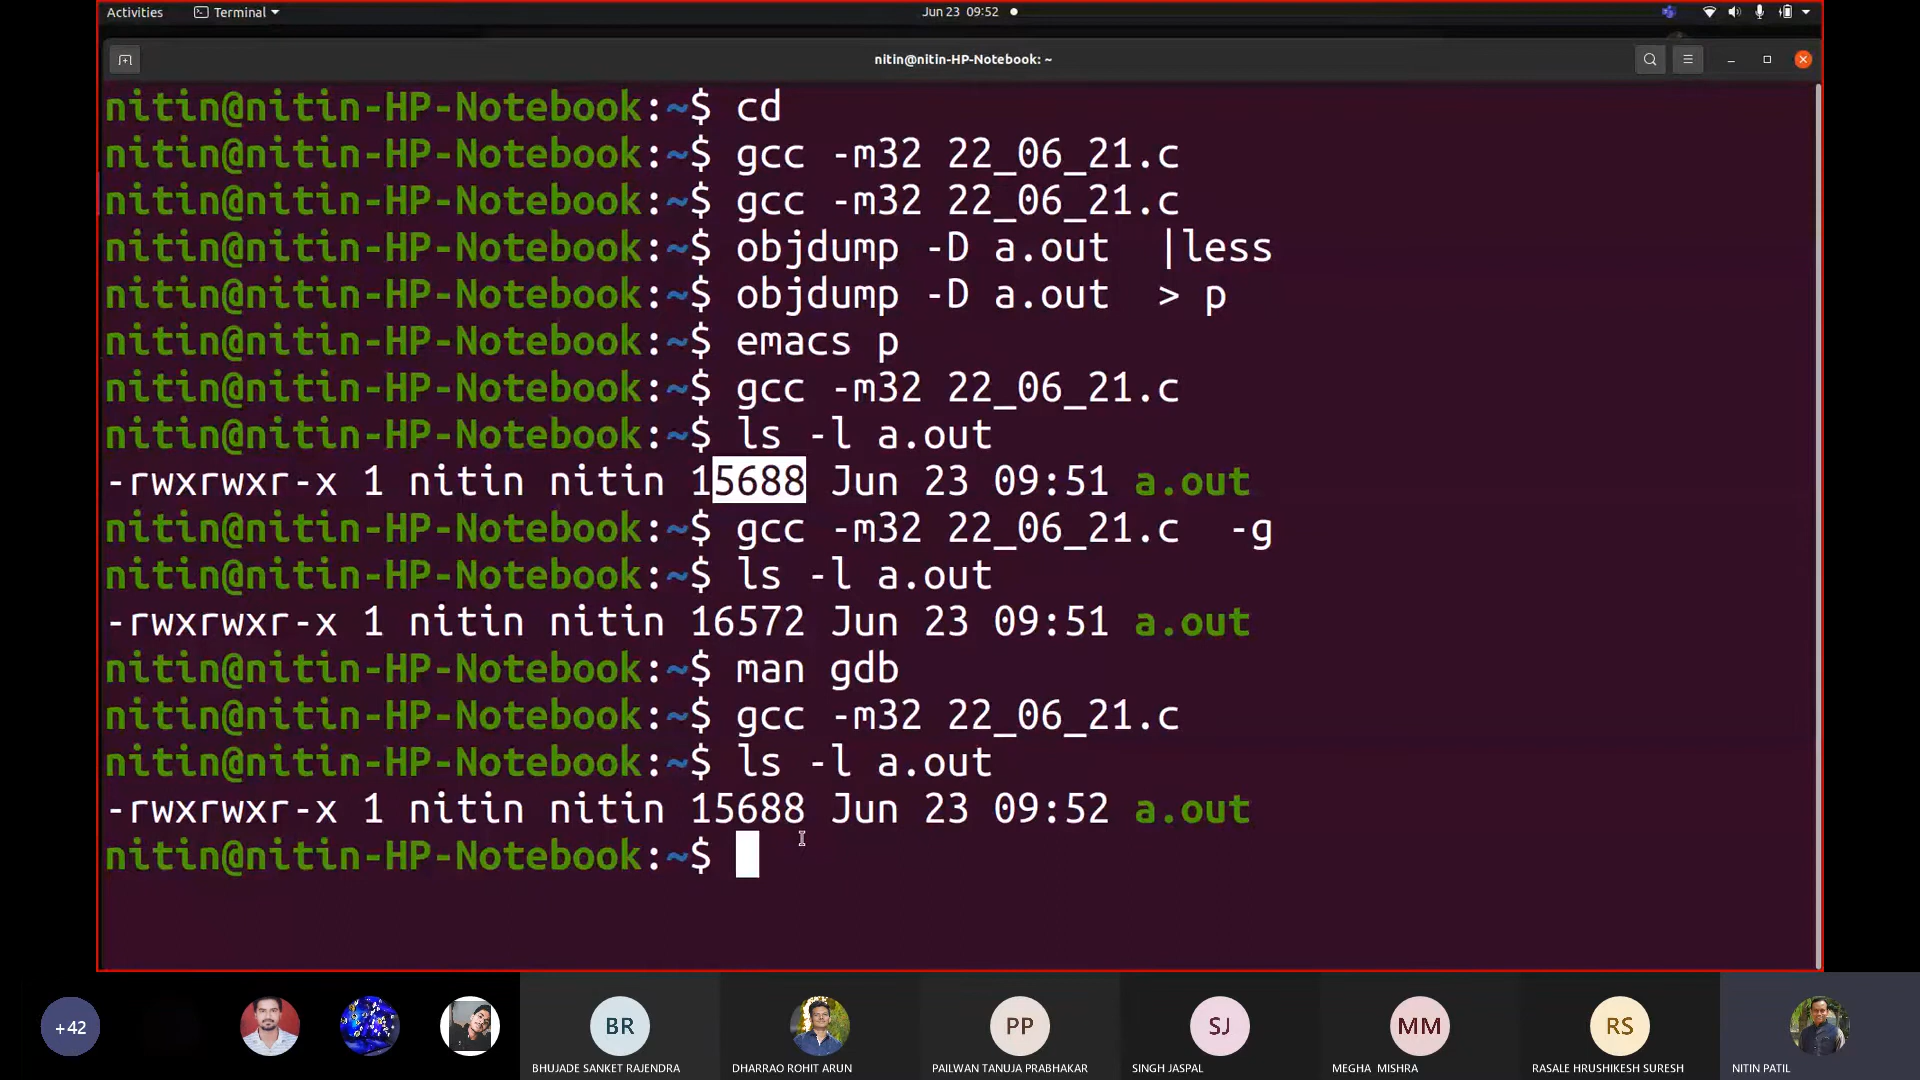 Activities Terminal Jun 23 09:52
nitin@nitin-HP-Notebook: ~
nitin@nitin-HP-Notebook:~$ cd
nitin@nitin-HP-Notebook:~$ gcc -m32 22_06_21.c
nitin@nitin-HP-Notebook:~$ gcc -m32 22_06_21.c
nitin@nitin-HP-Notebook:~$ objdump -D a.out  |less
nitin@nitin-HP-Notebook:~$ objdump -D a.out  > p
nitin@nitin-HP-Notebook:~$ emacs p
nitin@nitin-HP-Notebook:~$ gcc -m32 22_06_21.c
nitin@nitin-HP-Notebook:~$ ls -l a.out
-rwxrwxr-x 1 nitin nitin 15688 Jun 23 09:51 a.out
nitin@nitin-HP-Notebook:~$ gcc -m32 22_06_21.c  -g
nitin@nitin-HP-Notebook:~$ ls -l a.out
-rwxrwxr-x 1 nitin nitin 16572 Jun 23 09:51 a.out
nitin@nitin-HP-Notebook:~$ man gdb
nitin@nitin-HP-Notebook:~$ gcc -m32 22_06_21.c
nitin@nitin-HP-Notebook:~$ ls -l a.out
-rwxrwxr-x 1 nitin nitin 15688 Jun 23 09:52 a.out
nitin@nitin-HP-Notebook:~$
+42 BR PP SJ MM RS
BHUJADE SANKET RAJENDRA DHARRAO ROHIT ARUN PAILWAN TANUJA PRABHAKAR SINGH JASPAL MEGHA MISHRA RASALE HRUSHIKESH SURESH NITIN PATIL